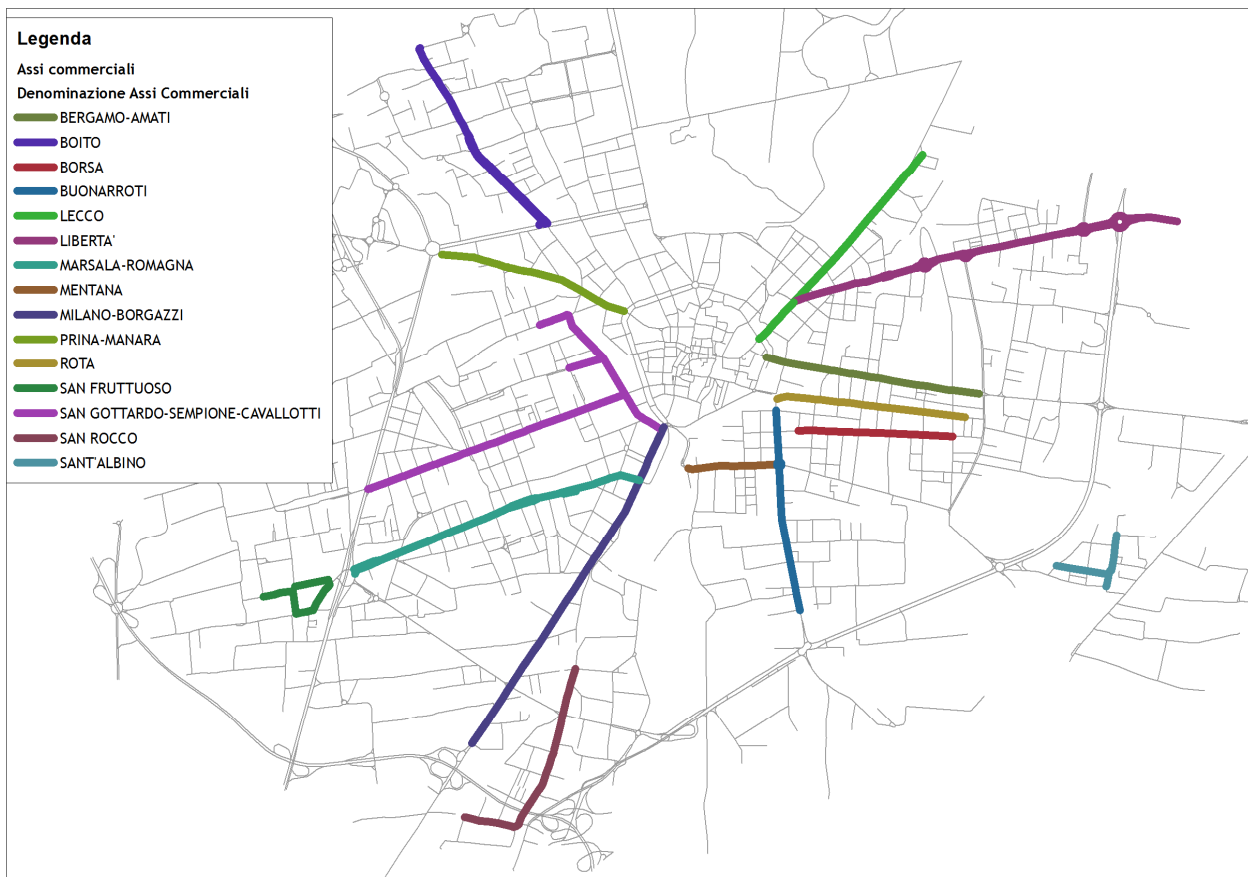 Legenda
Assi commerciali
Denominazione Assi Commerciali
BERGAMO-AMATI
BOITO
BORSA
BUONARROTI
LECCO
LIBERTA'
MARSALA-ROMAGNA
MENTANA
MILANO-BORGAZZI
PRINA-MANARA
ROTA
SAN FRUTTUOSO
SAN GOTTARDO-SEMPIONE-CAVALLOTTI
SAN ROCCO
SANT'ALBINO